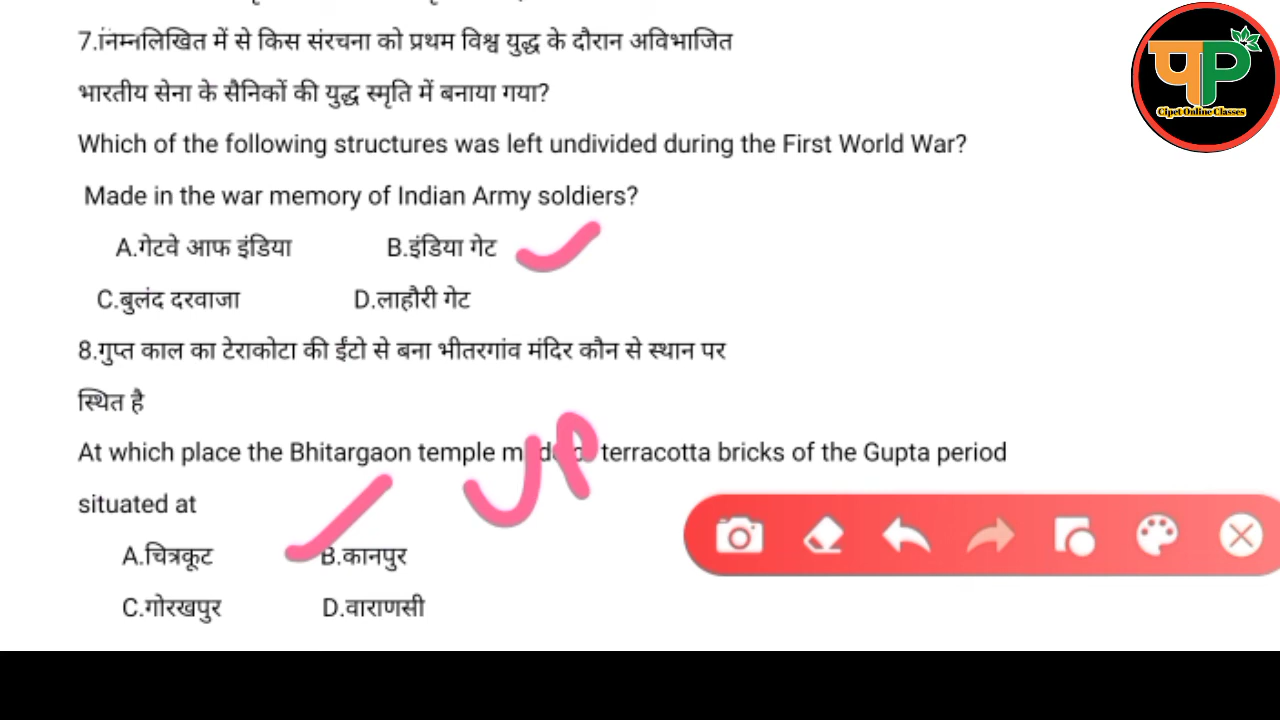 7.निम्नलिखित में से किस संरचना को प्रथम विश्व युद्ध के दौरान अविभाजित
भारतीय सेना के सैनिकों की युद्ध स्मृति में बनाया गया?
Which of the following structures was left undivided during the First World War?
Made in the war memory of Indian Army soldiers?
A.गेटवे आफ इंडिया B.इंडिया गेट
C.बुलंद दरवाजा D.लाहौरी गेट
8.गुप्त काल का टेराकोटा की ईंटो से बना भीतरगांव मंदिर कौन से स्थान पर
स्थित है
UP
At which place the Bhitargaon temple terracotta bricks of the Gupta period
situated at
A.चित्रकूट B.कानपुर
C.गोरखपुर D.वाराणसी
पP
Cipet Online Classes